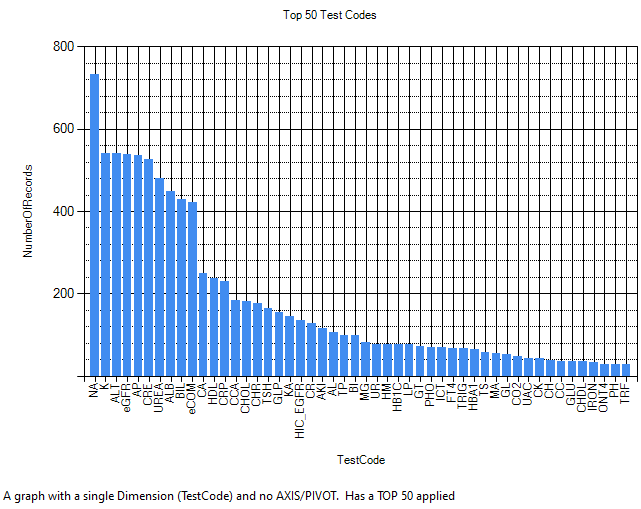 Top 50 Test Codes
NumberOfRecords
800
600
400
200
NA
K
ALT
eGFR
AP
CRE
UREA
ALB
BIL
eCOM
CA
HDL
CRP
CCA
CHOL
CHR
TSH
GLP
KA
HIC_EGFR
CR
AKI
AL
TP
BI
MG
UR
HM
HB1C
LP
GT
PHO
ICT
FT4
TRIG
HBA1
TS
MA
GL
CO2
UAC
CK
CH
CC
GLU
CHDL
IRON
ONT4
PH
TRF
TestCode
A graph with a single Dimension (TestCode) and no AXIS/PIVOT.  Has a TOP 50 applied